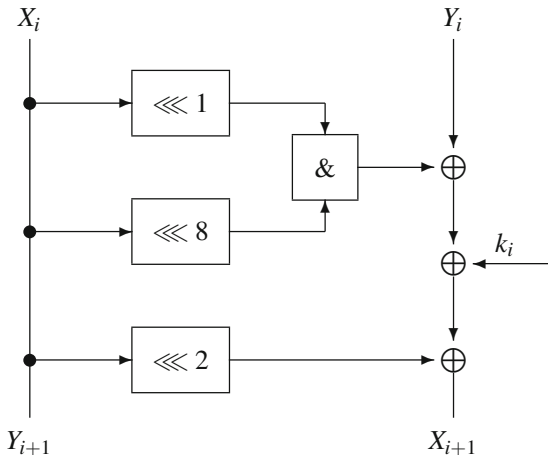 X_i Y_i
⋘ 1
&
⋘ 8
k_i
⋘ 2
Y_{i+1} X_{i+1}